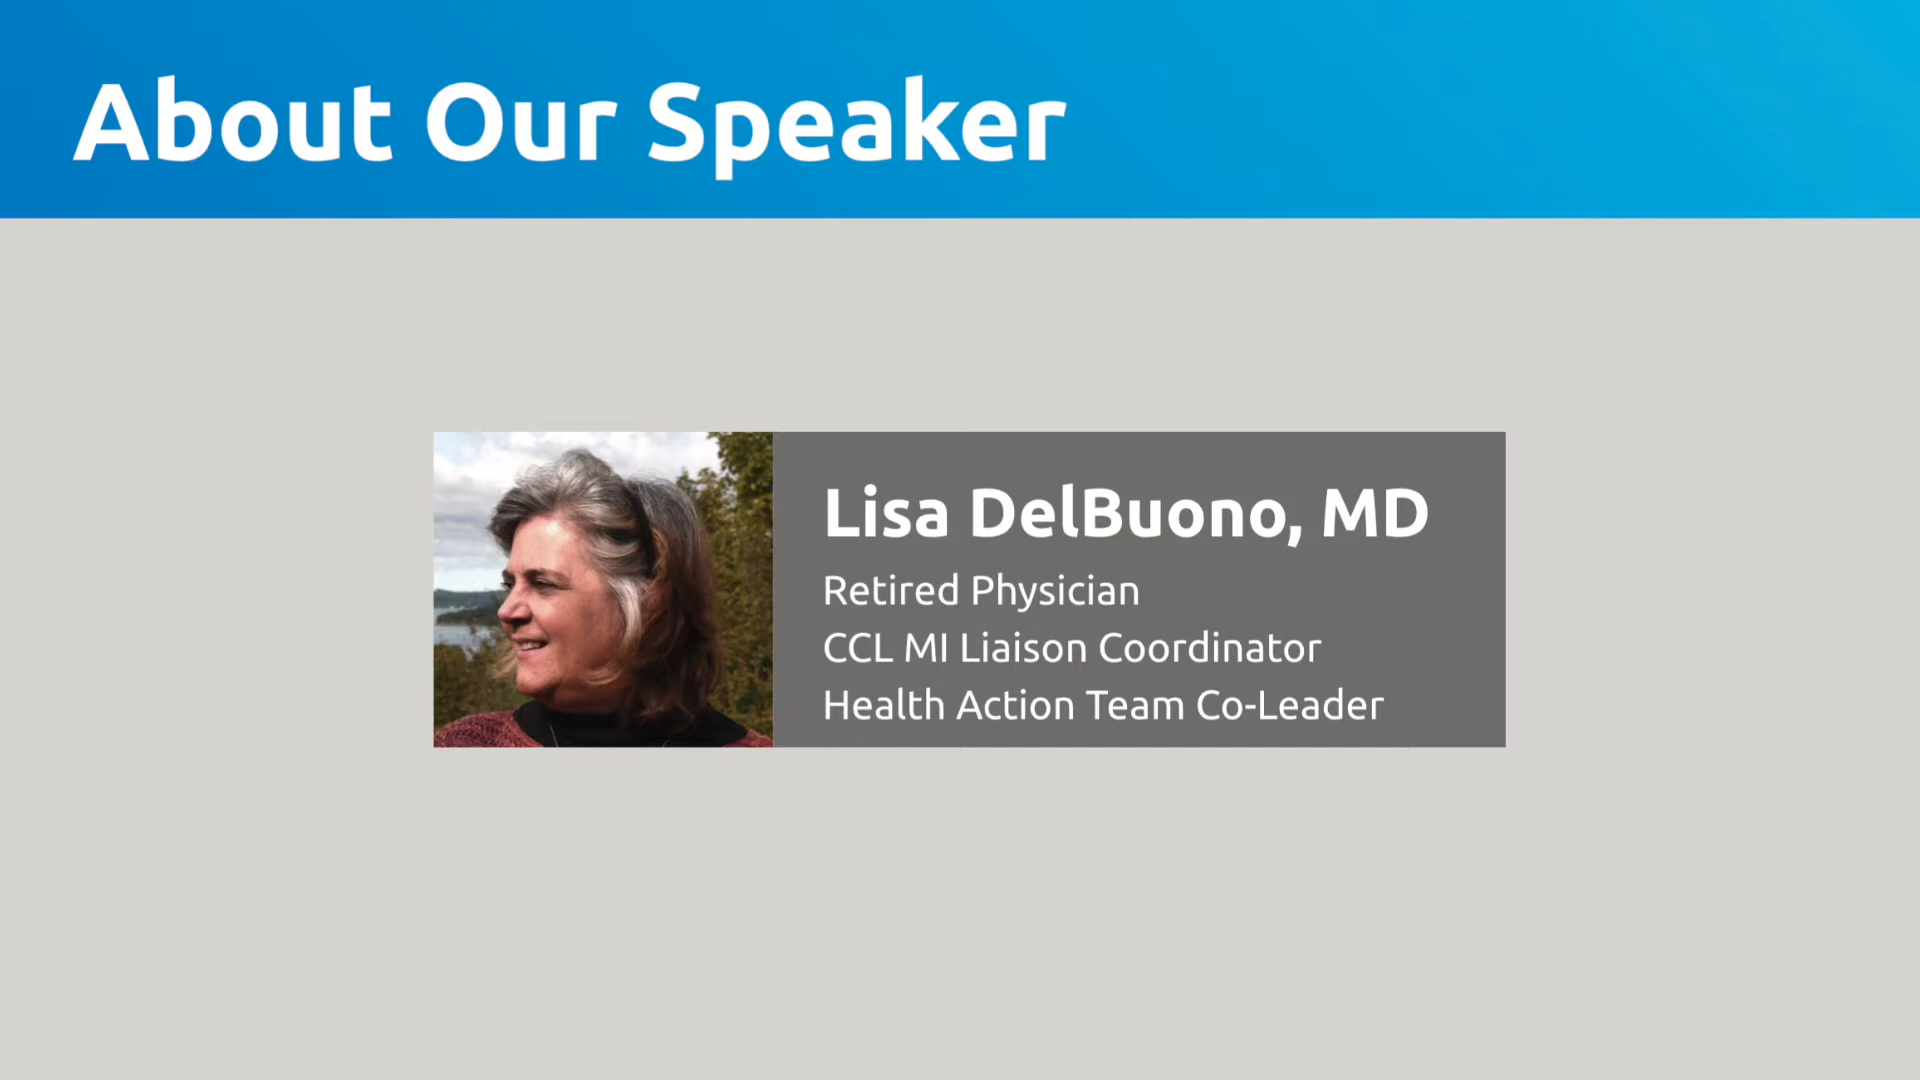 About Our Speaker
Lisa DelBuono, MD
Retired Physician
CCL MI Liaison Coordinator
Health Action Team Co-Leader